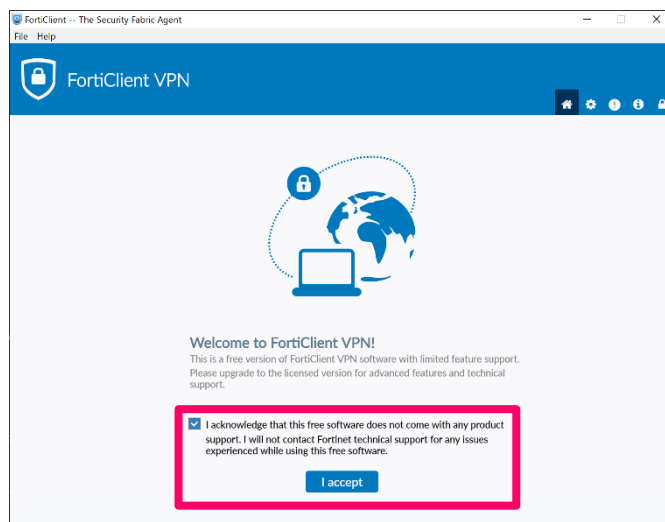 FortiClient -- The Security Fabric Agent
File Help
FortiClient VPN
Welcome to FortiClient VPN!
This is a free version of FortiClient VPN software with limited feature support.
Please upgrade to the licensed version for advanced features and technical
support.
I acknowledge that this free software does not come with any product
support. I will not contact Fortinet technical support for any issues
experienced while using this free software.
I accept